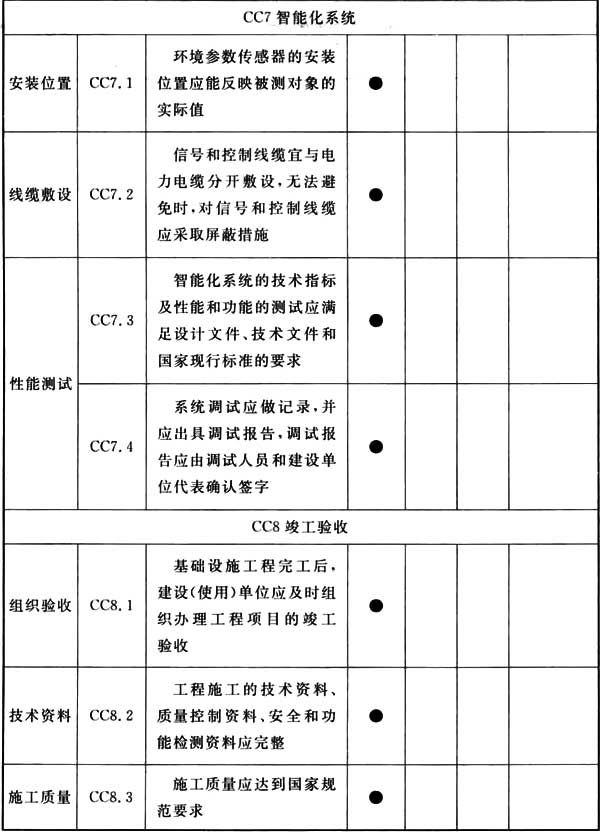 CC7 智能化系统
安装位置
CC7.1
环境参数传感器的安装
位置应能反映被测对象的
实际值
●
线缆敷设
CC7.2
信号和控制线缆宜与电
力电缆分开敷设,无法避
免时,对信号和控制线缆
应采取屏蔽措施
●
性能测试
CC7.3
智能化系统的技术指标
及性能和功能的测试应满
足设计文件、技术文件和
国家现行标准的要求
●
CC7.4
系统调试应做记录,并
应出具调试报告,调试报
告应由调试人员和建设单
位代表确认签字
●
CC8 竣工验收
组织验收
CC8.1
基础设施工程完工后,
建设(使用)单位应及时组
织办理工程项目的竣工
验收
●
技术资料
CC8.2
工程施工的技术资料、
质量控制资料、安全和功
能检测资料应完整
●
施工质量
CC8.3
施工质量应达到国家规
范要求
●